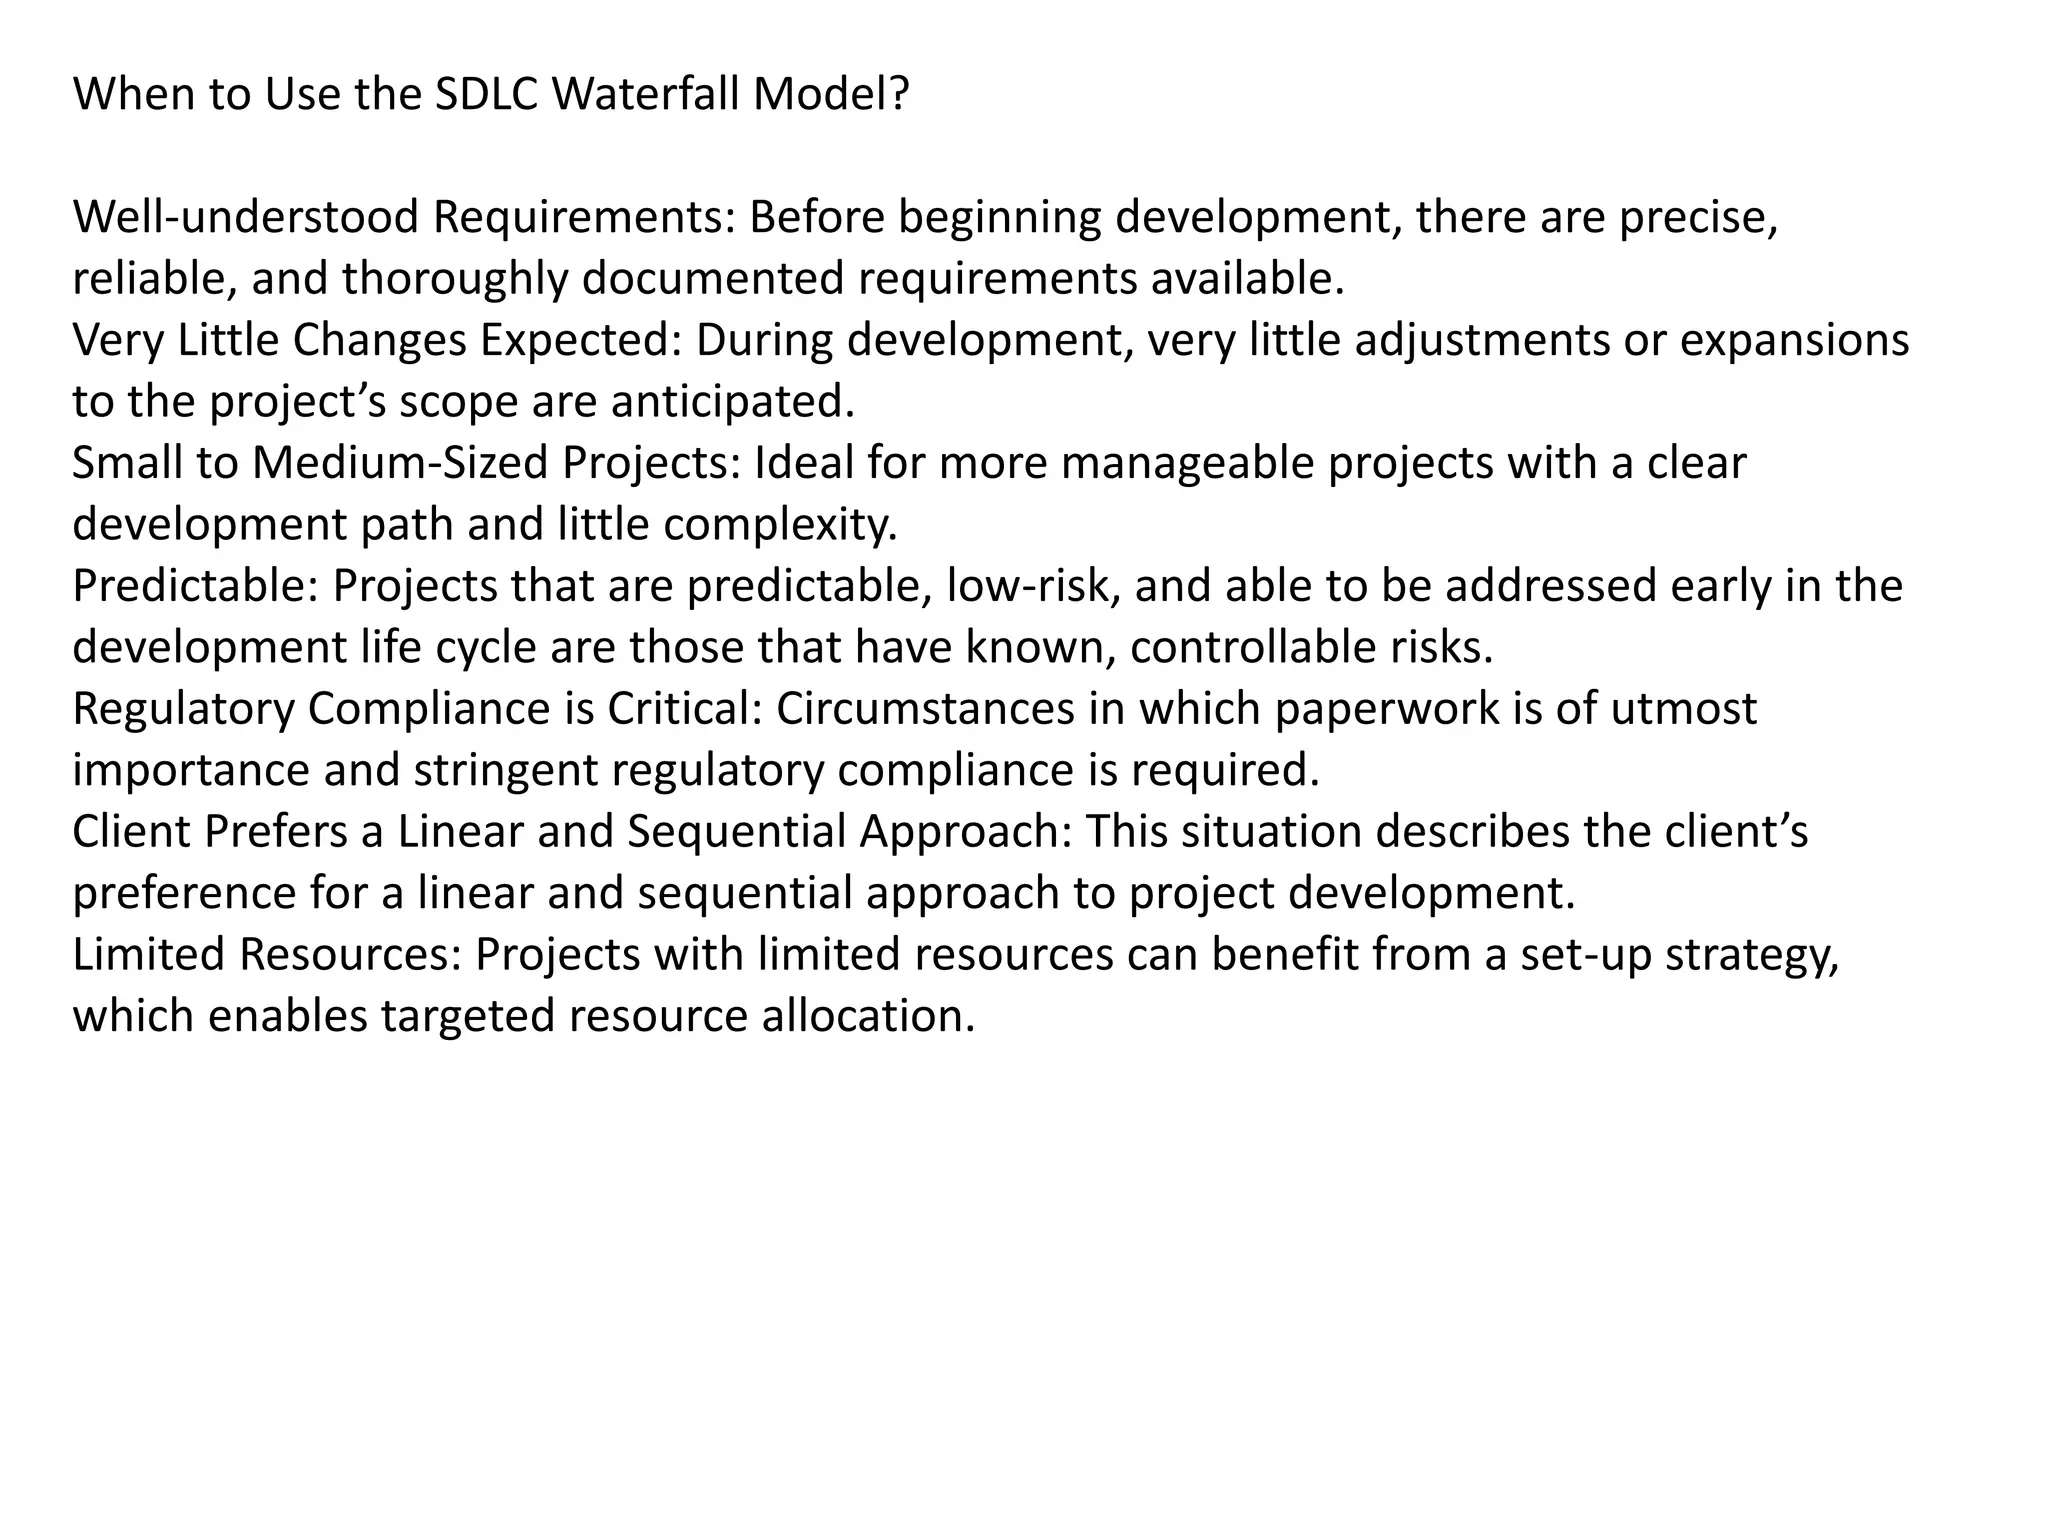 When to Use the SDLC Waterfall Model?
Well-understood Requirements: Before beginning development, there are precise,
reliable, and thoroughly documented requirements available.
Very Little Changes Expected: During development, very little adjustments or expansions
to the project’s scope are anticipated.
Small to Medium-Sized Projects: Ideal for more manageable projects with a clear
development path and little complexity.
Predictable: Projects that are predictable, low-risk, and able to be addressed early in the
development life cycle are those that have known, controllable risks.
Regulatory Compliance is Critical: Circumstances in which paperwork is of utmost
importance and stringent regulatory compliance is required.
Client Prefers a Linear and Sequential Approach: This situation describes the client’s
preference for a linear and sequential approach to project development.
Limited Resources: Projects with limited resources can benefit from a set-up strategy,
which enables targeted resource allocation.